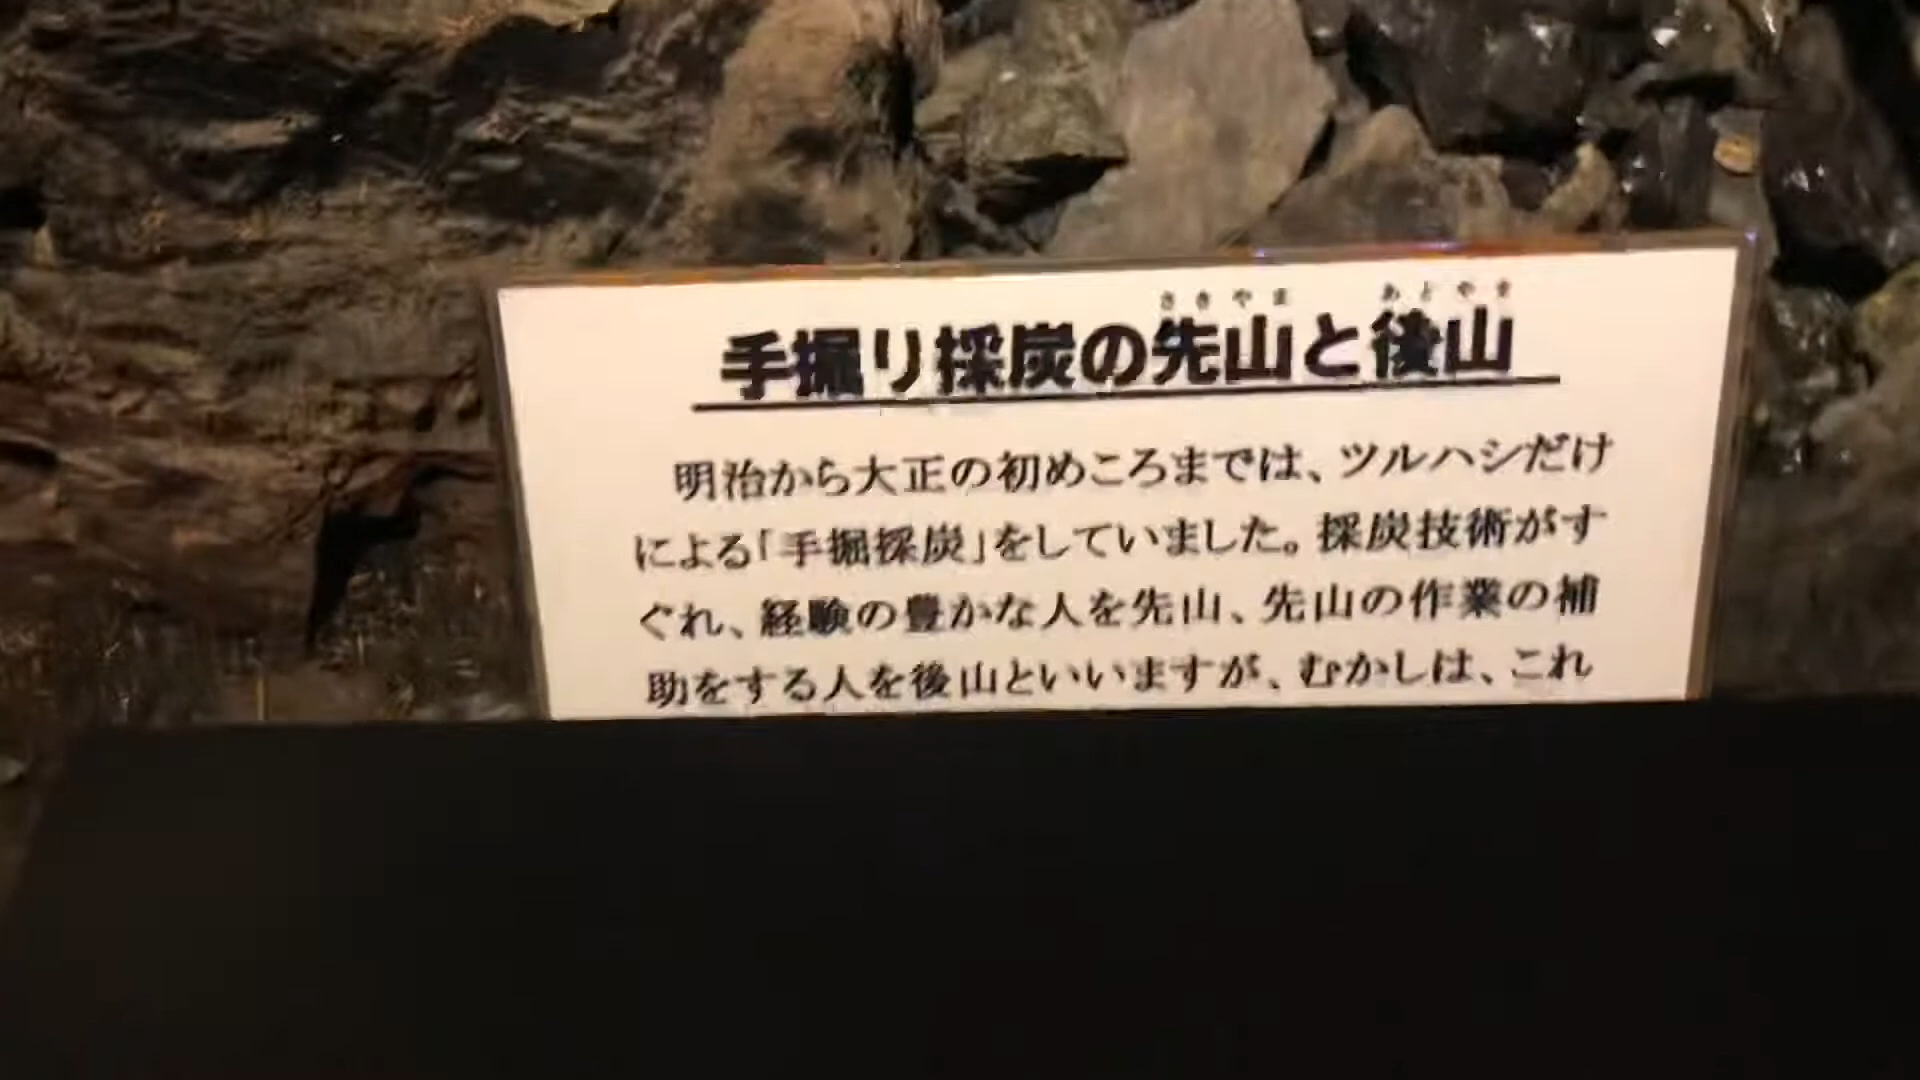 さきやま あとやま
手掘り採炭の先山と後山
明治から大正の初めころまでは、ツルハシだけ
による「手掘採炭」をしていました。採炭技術がす
ぐれ、経験の豊かな人を先山、先山の作業の補
助をする人を後山といいますが、むかしは、これ